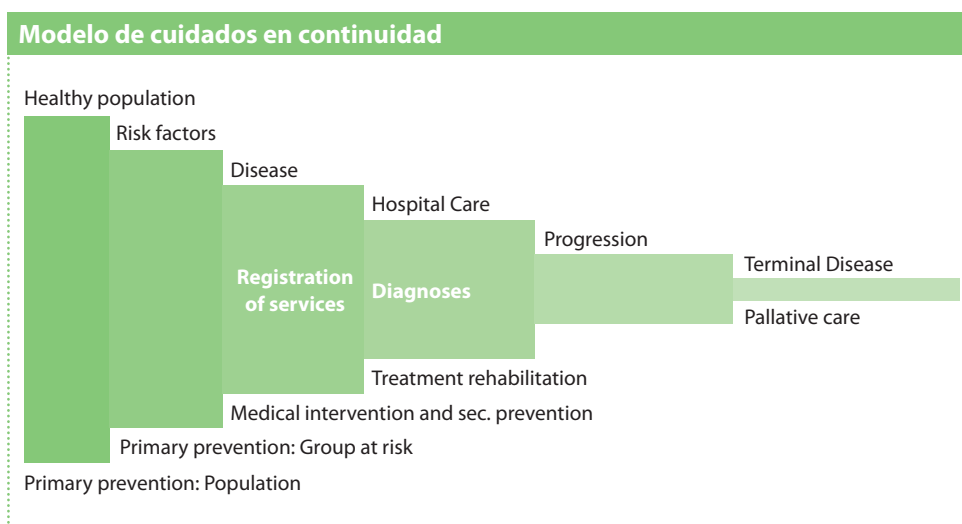 Modelo de cuidados en continuidad
Healthy population
Risk factors
Disease
Hospital Care
Progression
Terminal Disease
Registration
of services
Diagnoses
Pallative care
Treatment rehabilitation
Medical intervention and sec. prevention
Primary prevention: Group at risk
Primary prevention: Population